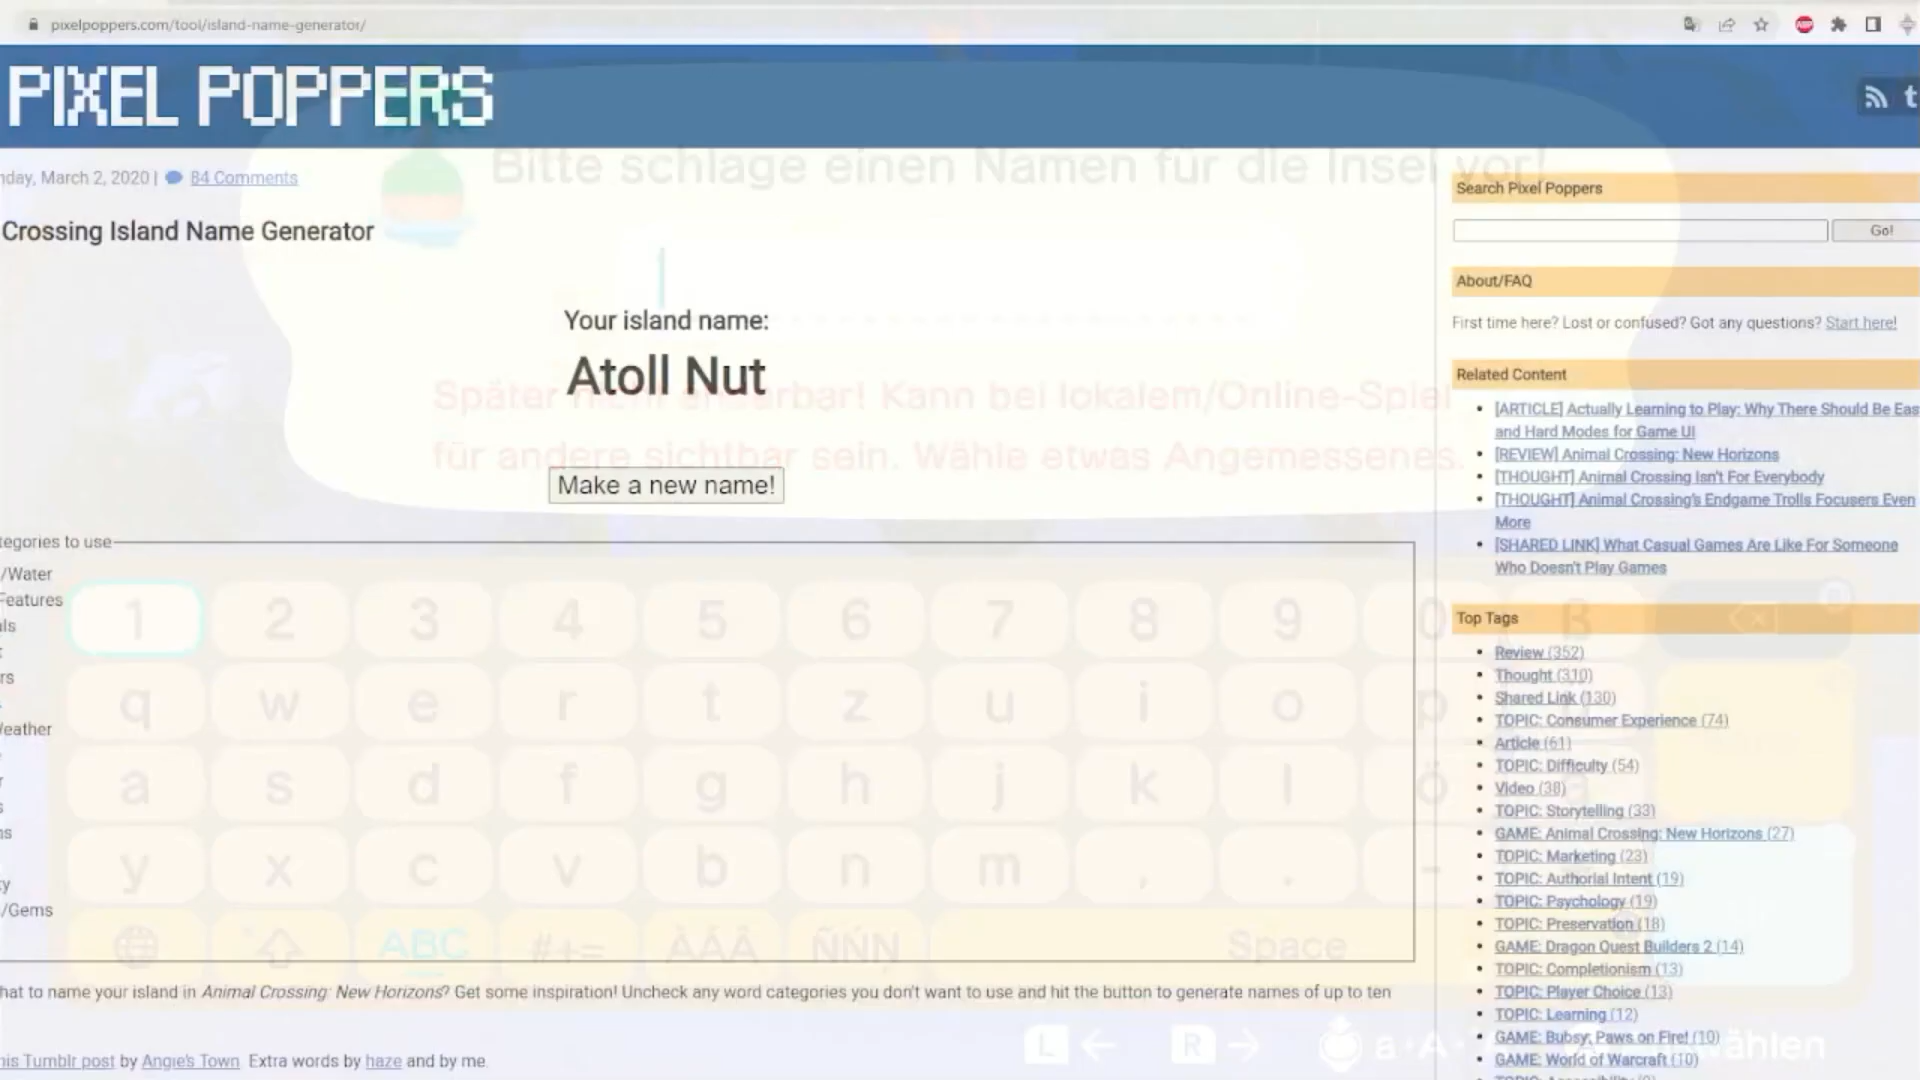 pixelpoppers.com/tool/island-name-generator/
PIXEL POPPERS
nday, March 2, 2020 | 84 Comments
Crossing Island Name Generator
Bitte schlage einen Namen für die Insel vor!
Your island name:
Atoll Nut
Später nicht änderbar! Kann bei lokalem/Online-Spiel
für andere sichtbar sein. Wähle etwas Angemessenes.
Make a new name!
tegories to use
/Water
Features
als
rs
Weather
ns
ty
/Gems
1 2 3 4 5 6 7 8 9 0 ß
q w e r t z u i o p ü
a s d f g h j k l ö ä
y x c v b n m , . -
ABC #+= ÀÁÂ ÑŃN Space
hat to name your island in Animal Crossing: New Horizons? Get some inspiration! Uncheck any word categories you don't want to use and hit the button to generate names of up to ten
his Tumblr post by Angie's Town. Extra words by haze and by me.
L R a A
Search Pixel Poppers
Go!
About/FAQ
First time here? Lost or confused? Got any questions? Start here!
Related Content
[ARTICLE] Actually Learning to Play: Why There Should Be Eas
and Hard Modes for Game UI
[REVIEW] Animal Crossing: New Horizons
[THOUGHT] Animal Crossing Isn't For Everybody
[THOUGHT] Animal Crossing's Endgame Trolls Focusers Even
More
[SHARED LINK] What Casual Games Are Like For Someone
Who Doesn't Play Games
Top Tags
Review (352)
Thought (310)
Shared Link (130)
TOPIC: Consumer Experience (74)
Article (61)
TOPIC: Difficulty (54)
Video (38)
TOPIC: Storytelling (33)
GAME: Animal Crossing: New Horizons (27)
TOPIC: Marketing (23)
TOPIC: Authorial Intent (19)
TOPIC: Psychology (19)
TOPIC: Preservation (18)
GAME: Dragon Quest Builders 2 (14)
TOPIC: Completionism (13)
TOPIC: Player Choice (13)
TOPIC: Learning (12)
GAME: Bubsy: Paws on Fire! (10)
GAME: World of Warcraft (10)